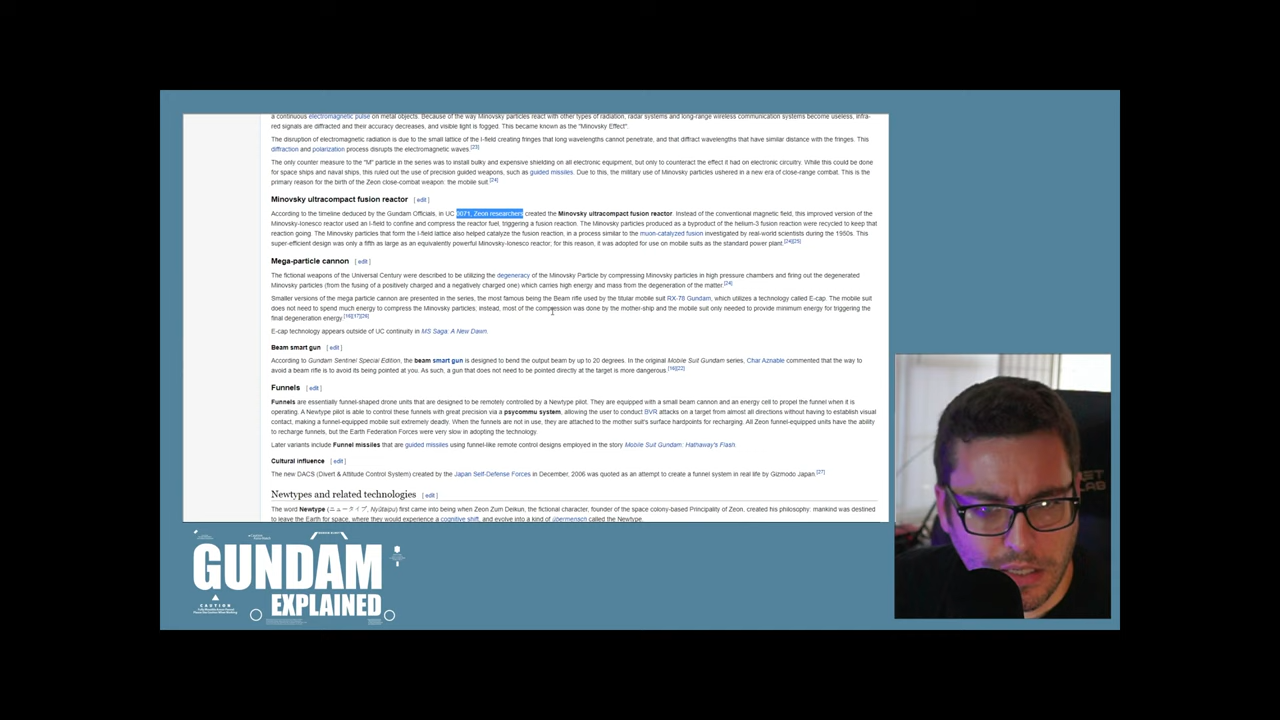 a continuous electromagnetic pulse on metal objects. Because of the way Minovsky particles react with other types of radiation, radar systems and long-range wireless communication systems become useless, infra-
red signals are diffracted and their accuracy decreases, and visible light is fogged. This became known as the "Minovsky Effect".
The disruption of electromagnetic radiation is due to the small lattice of the I-field creating fringes that long wavelengths cannot penetrate, and that diffract wavelengths that have similar distance with the fringes. This
diffraction and polarization process disrupts the electromagnetic waves.[23]
The only counter measure to the "M" particle in the series was to install bulky and expensive shielding on all electronic equipment, but only to counteract the effect it had on electronic circuitry. While this could be done
for space ships and naval ships, this ruled out the use of precision guided weapons, such as guided missiles. Due to this, the military use of Minovsky particles ushered in a new era of close-range combat. This is the
primary reason for the birth of the Zeon close-combat weapon: the mobile suit.[24]
Minovsky ultracompact fusion reactor [ edit ]
According to the timeline deduced by the Gundam Officials, in UC 0071, Zeon researchers created the Minovsky ultracompact fusion reactor. Instead of the conventional magnetic field, this improved version of the
Minovsky-Ionesco reactor used an I-field to confine and compress the reactor fuel, triggering a fusion reaction. The Minovsky particles produced as a byproduct of the helium-3 fusion reaction were recycled to keep that
reaction going. The Minovsky particles that form the I-field lattice also helped catalyze the fusion reaction, in a process similar to the muon-catalyzed fusion investigated by real-world scientists during the 1950s. This
super-efficient design was only a fifth as large as an equivalently powerful Minovsky-Ionesco reactor; for this reason, it was adopted for use on mobile suits as the standard power plant.[24][25]
Mega-particle cannon [ edit ]
The fictional weapons of the Universal Century were described to be utilizing the degeneracy of the Minovsky Particle by compressing Minovsky particles in high pressure chambers and firing out the degenerated
Minovsky particles (from the fusing of a positively charged and a negatively charged one) which carries high energy and mass from the degeneration of the matter.[24]
Smaller versions of the mega particle cannon are presented in the series, the most famous being the Beam rifle used by the titular mobile suit RX-78 Gundam, which utilizes a technology called E-cap. The mobile suit
does not need to spend much energy to compress the Minovsky particles; instead, most of the compression was done by the mother-ship and the mobile suit only needed to provide minimum energy for triggering the
final degeneration energy.[16][17][26]
E-cap technology appears outside of UC continuity in MS Saga: A New Dawn.
Beam smart gun [ edit ]
According to Gundam Sentinel Special Edition, the beam smart gun is designed to bend the output beam by up to 20 degrees. In the original Mobile Suit Gundam series, Char Aznable commented that the way to
avoid a beam rifle is to avoid its being pointed at you. As such, a gun that does not need to be pointed directly at the target is more dangerous.[16][22]
Funnels [ edit ]
Funnels are essentially funnel-shaped drone units that are designed to be remotely controlled by a Newtype pilot. They are equipped with a small beam cannon and an energy cell to propel the funnel when it is
operating. A Newtype pilot is able to control these funnels with great precision via a psycommu system, allowing the user to conduct BVR attacks on a target from almost all directions without having to establish visual
contact, making a funnel-equipped mobile suit extremely deadly. When the funnels are not in use, they are attached to the mother suit's surface hardpoints for recharging. All Zeon funnel-equipped units have the ability
to recharge funnels, but the Earth Federation Forces were very slow in adopting the technology.
Later variants include Funnel missiles that are guided missiles using funnel-like remote control designs employed in the story Mobile Suit Gundam: Hathaway's Flash.
Cultural influence [ edit ]
The new DACS (Divert & Attitude Control System) created by the Japan Self-Defense Forces in December, 2006 was quoted as an attempt to create a funnel system in real life by Gizmodo Japan.[27]
Newtypes and related technologies [ edit ]
The word Newtype (ニュータイプ, Nyūtaipu) first came into being when Zeon Zum Deikun, the fictional character, founder of the space colony-based Principality of Zeon, created his philosophy: mankind was destined
to leave the Earth for space, where they would experience a cognitive shift, and evolve into a kind of übermensch called the Newtype.
GUNDAM
EXPLAINED
CAUTION